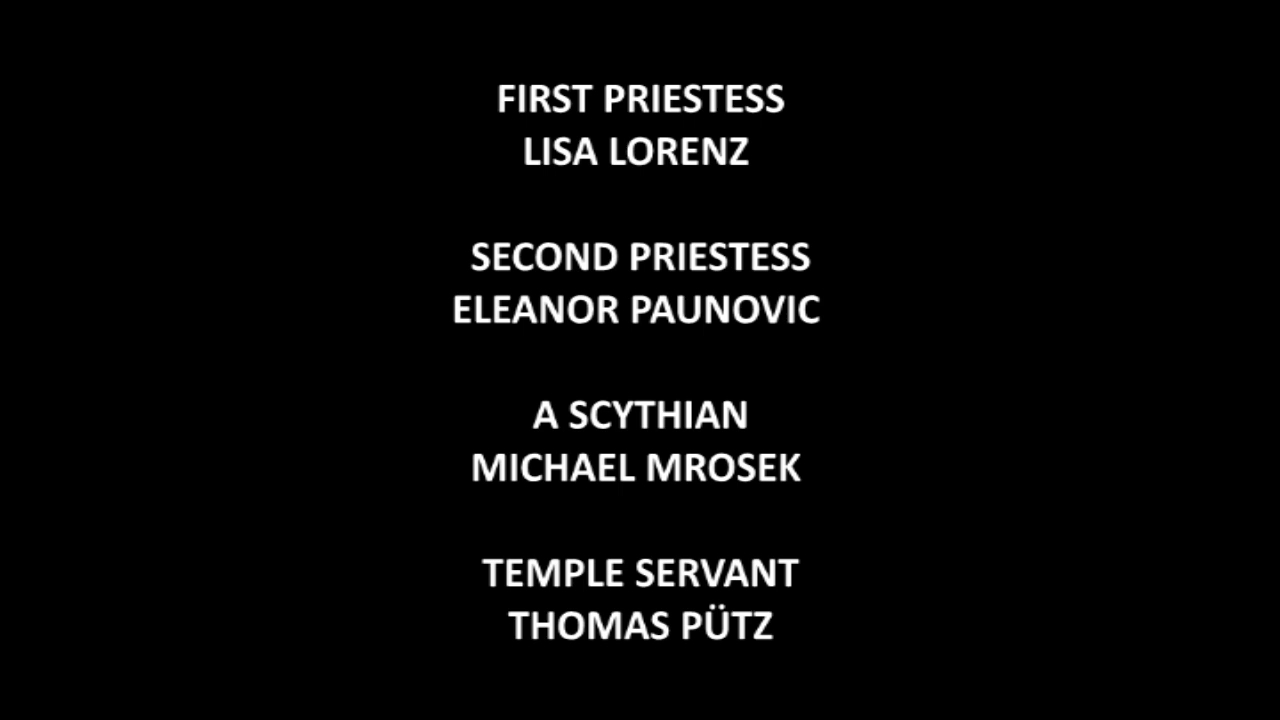 FIRST PRIESTESS
LISA LORENZ
SECOND PRIESTESS
ELEANOR PAUNOVIC
A SCYTHIAN
MICHAEL MROSEK
TEMPLE SERVANT
THOMAS PÜTZ